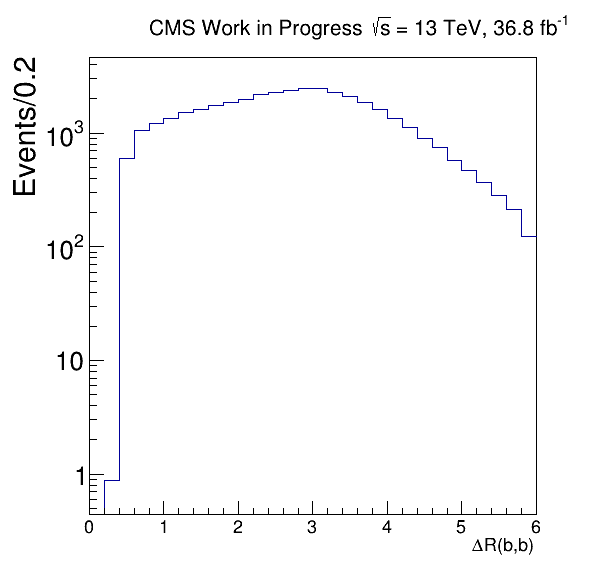 CMS Work in Progress √s = 13 TeV, 36.8 fb⁻¹
Events/0.2
10³
10²
10
1
0 1 2 3 4 5 6
ΔR(b,b)